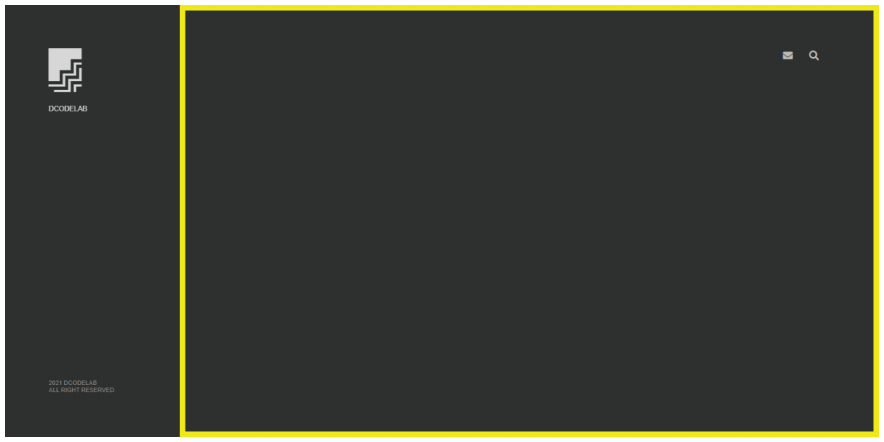 DCODELAB
2021 DCODELAB
ALL RIGHT RESERVED